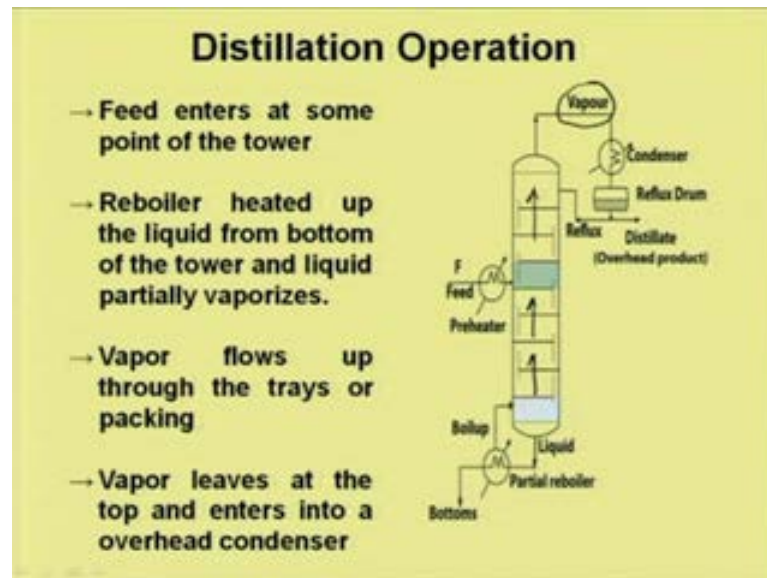 Distillation Operation
→ Feed enters at some
point of the tower
→ Reboiler heated up
the liquid from bottom
of the tower and liquid
partially vaporizes.
→ Vapor flows up
through the trays or
packing
→ Vapor leaves at the
top and enters into a
overhead condenser
Vapour
Condenser
Reflux Drum
Reflux
Distillate
(Overhead product)
F
Feed
Preheater
Boilup
Liquid
Partial reboiler
Bottoms